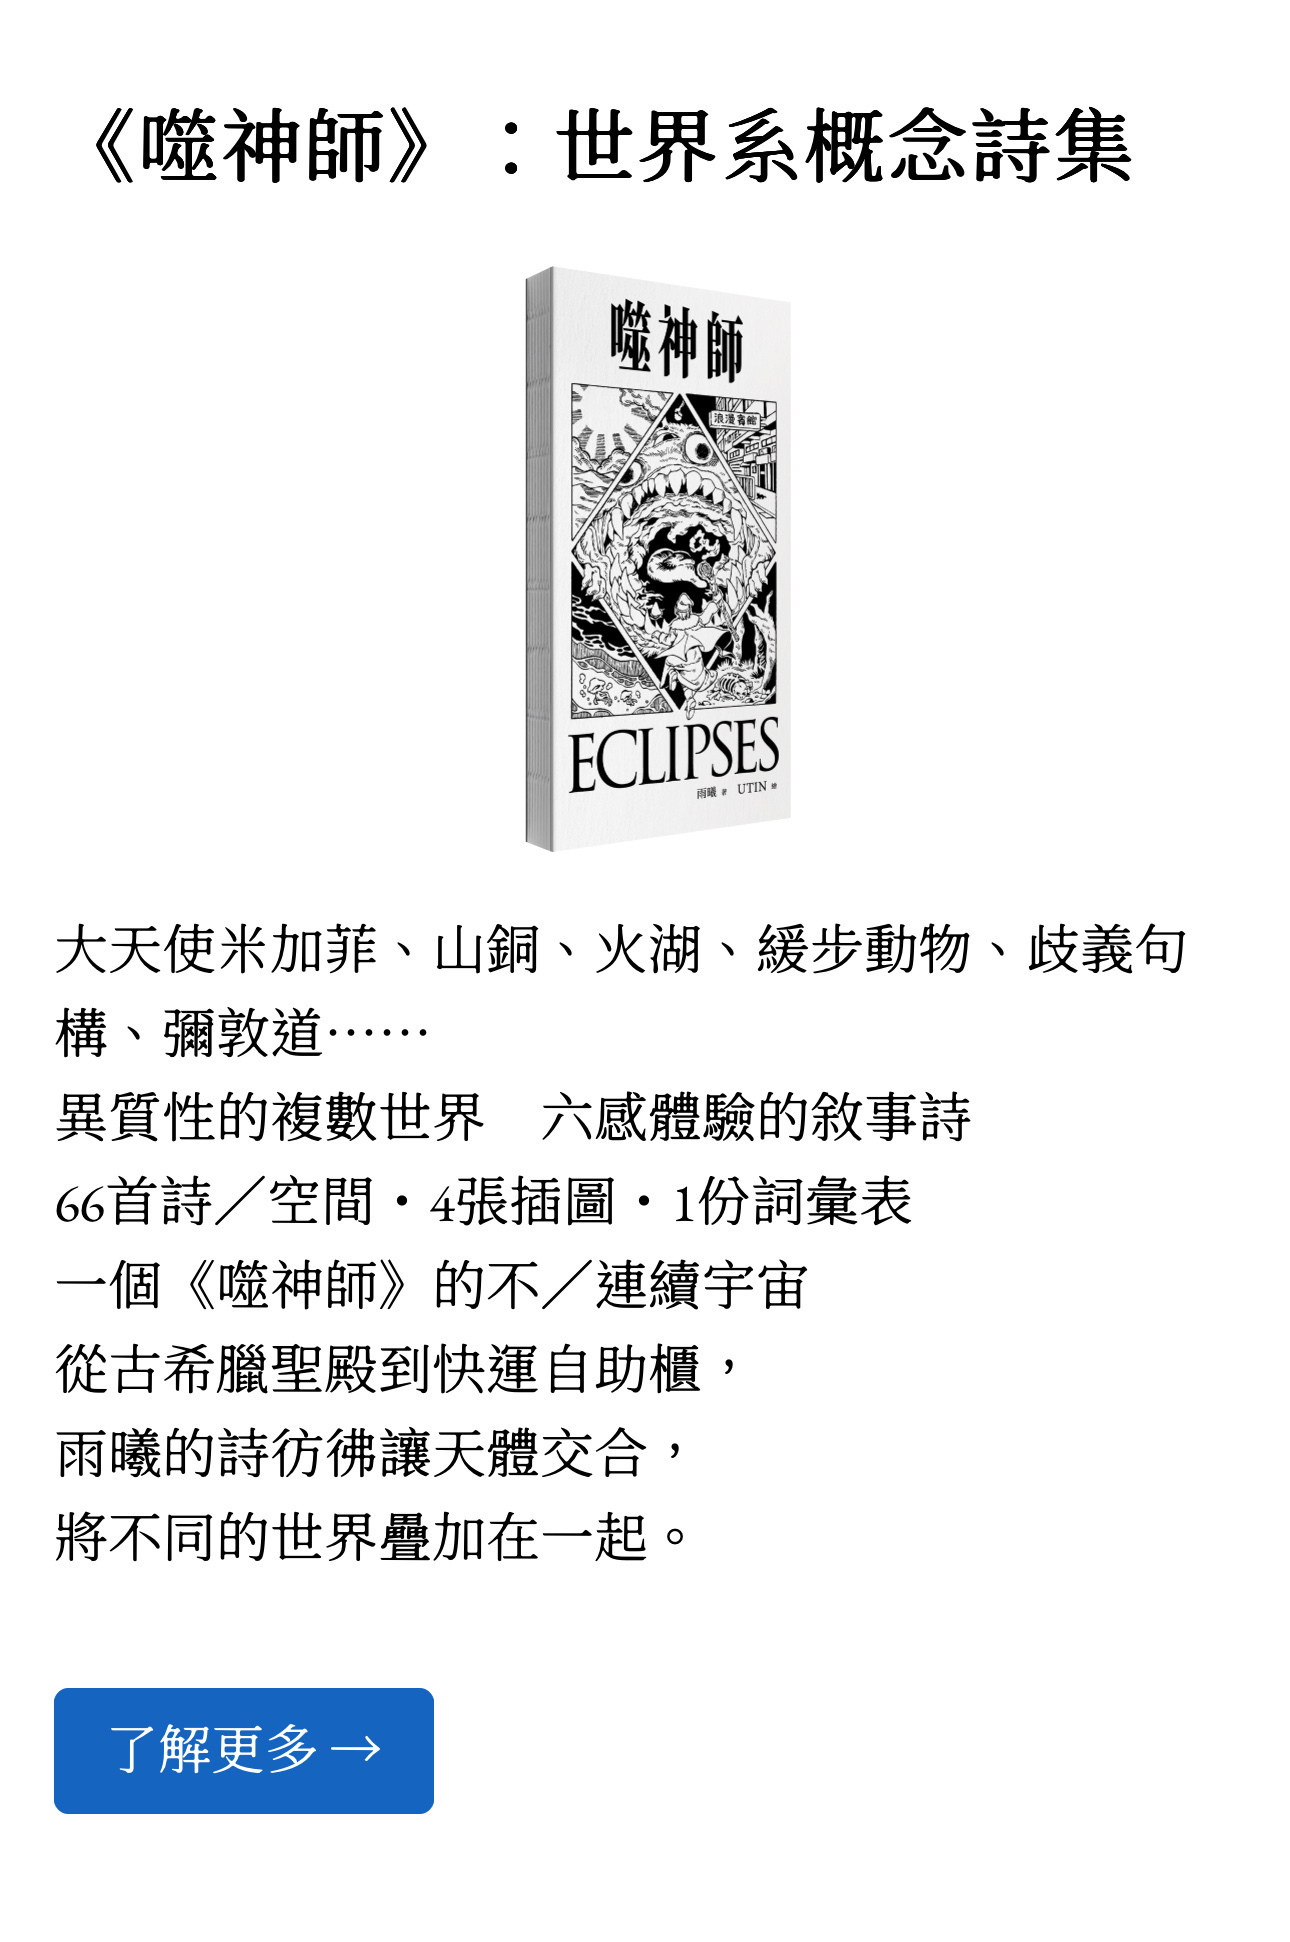 《噬神師》：世界系概念詩集
噬神師
浪漫賓館
ECLIPSES
雨曦 著 UTIN 繪
大天使米加菲、山銅、火湖、緩步動物、歧義句
構、彌敦道⋯⋯
異質性的複數世界　六感體驗的敘事詩
66首詩／空間・4張插圖・1份詞彙表
一個《噬神師》的不／連續宇宙
從古希臘聖殿到快運自助櫃，
雨曦的詩彷彿讓天體交合，
將不同的世界疊加在一起。
了解更多 →